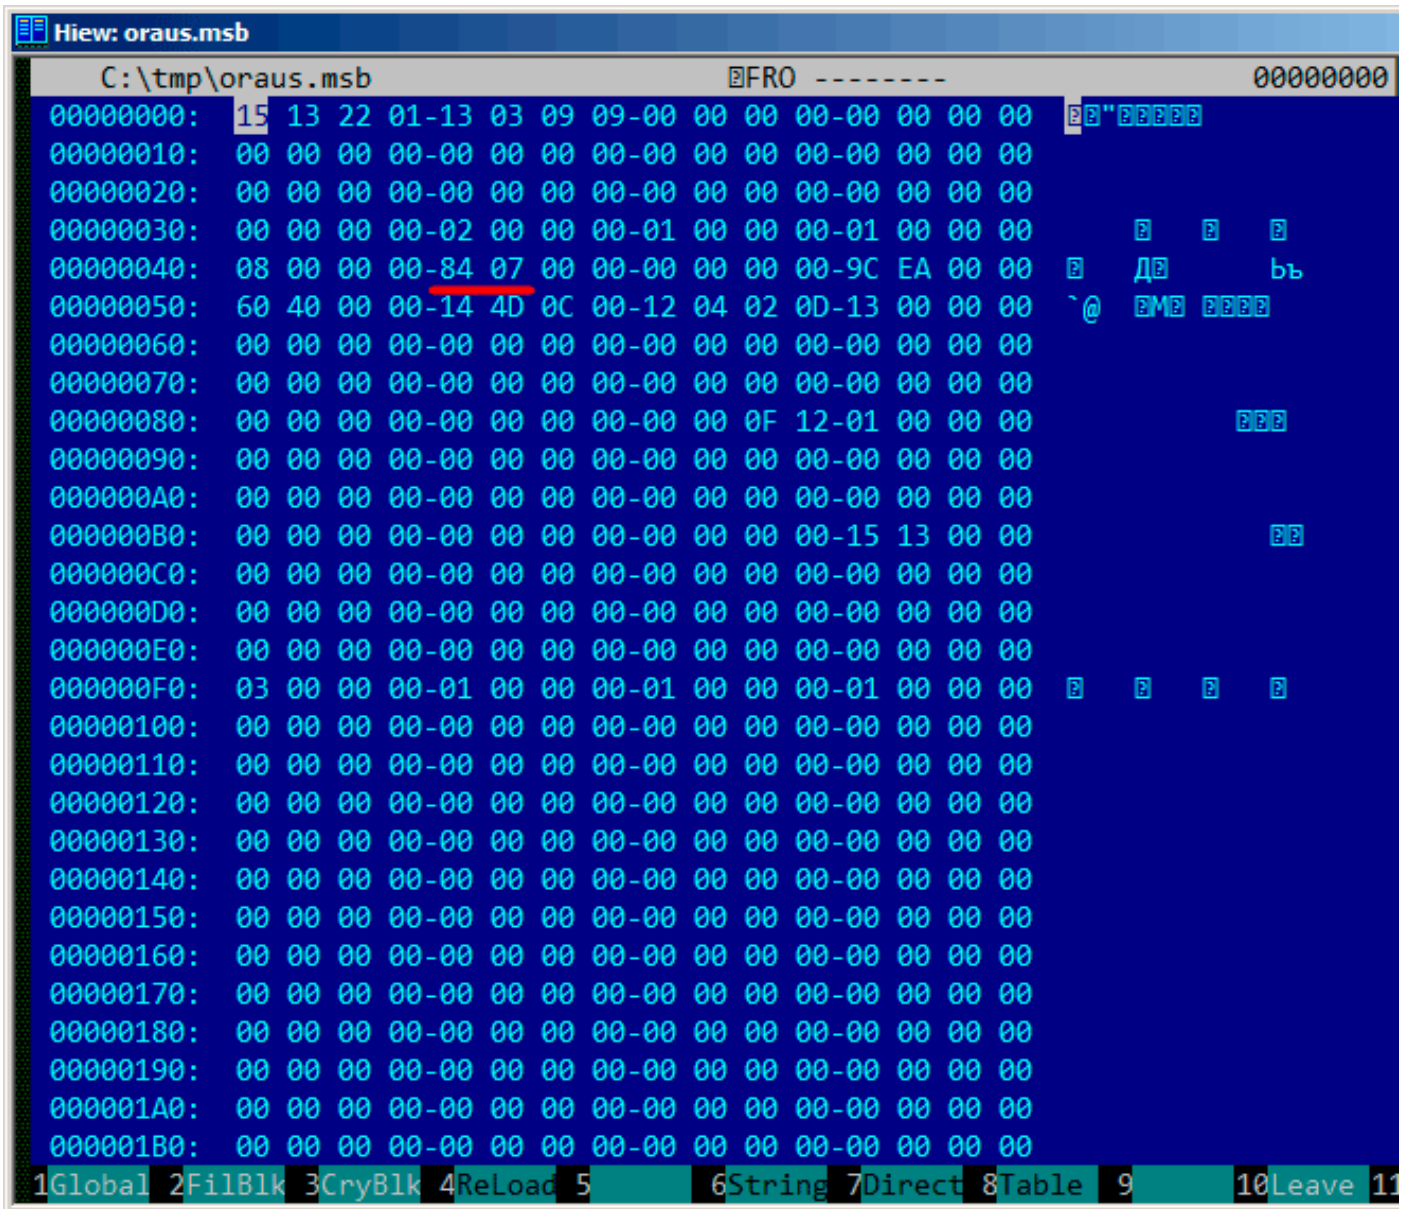 Hiew: oraus.msb
C:\tmp\oraus.msb FRO -------- 00000000
00000000: 15 13 22 01-13 03 09 09-00 00 00 00-00 00 00 00 "
00000010: 00 00 00 00-00 00 00 00-00 00 00 00-00 00 00 00
00000020: 00 00 00 00-00 00 00 00-00 00 00 00-00 00 00 00
00000030: 00 00 00 00-02 00 00 00-01 00 00 00-01 00 00 00
00000040: 08 00 00 00-84 07 00 00-00 00 00 00-9C EA 00 00 Д Ьъ
00000050: 60 40 00 00-14 4D 0C 00-12 04 02 0D-13 00 00 00 `@ M
00000060: 00 00 00 00-00 00 00 00-00 00 00 00-00 00 00 00
00000070: 00 00 00 00-00 00 00 00-00 00 00 00-00 00 00 00
00000080: 00 00 00 00-00 00 00 00-00 00 0F 12-01 00 00 00
00000090: 00 00 00 00-00 00 00 00-00 00 00 00-00 00 00 00
000000A0: 00 00 00 00-00 00 00 00-00 00 00 00-00 00 00 00
000000B0: 00 00 00 00-00 00 00 00-00 00 00 00-15 13 00 00
000000C0: 00 00 00 00-00 00 00 00-00 00 00 00-00 00 00 00
000000D0: 00 00 00 00-00 00 00 00-00 00 00 00-00 00 00 00
000000E0: 00 00 00 00-00 00 00 00-00 00 00 00-00 00 00 00
000000F0: 03 00 00 00-01 00 00 00-01 00 00 00-01 00 00 00
00000100: 00 00 00 00-00 00 00 00-00 00 00 00-00 00 00 00
00000110: 00 00 00 00-00 00 00 00-00 00 00 00-00 00 00 00
00000120: 00 00 00 00-00 00 00 00-00 00 00 00-00 00 00 00
00000130: 00 00 00 00-00 00 00 00-00 00 00 00-00 00 00 00
00000140: 00 00 00 00-00 00 00 00-00 00 00 00-00 00 00 00
00000150: 00 00 00 00-00 00 00 00-00 00 00 00-00 00 00 00
00000160: 00 00 00 00-00 00 00 00-00 00 00 00-00 00 00 00
00000170: 00 00 00 00-00 00 00 00-00 00 00 00-00 00 00 00
00000180: 00 00 00 00-00 00 00 00-00 00 00 00-00 00 00 00
00000190: 00 00 00 00-00 00 00 00-00 00 00 00-00 00 00 00
000001A0: 00 00 00 00-00 00 00 00-00 00 00 00-00 00 00 00
000001B0: 00 00 00 00-00 00 00 00-00 00 00 00-00 00 00 00
1Global 2FilBlk 3CryBlk 4ReLoad 5 6String 7Direct 8Table 9 10Leave 11